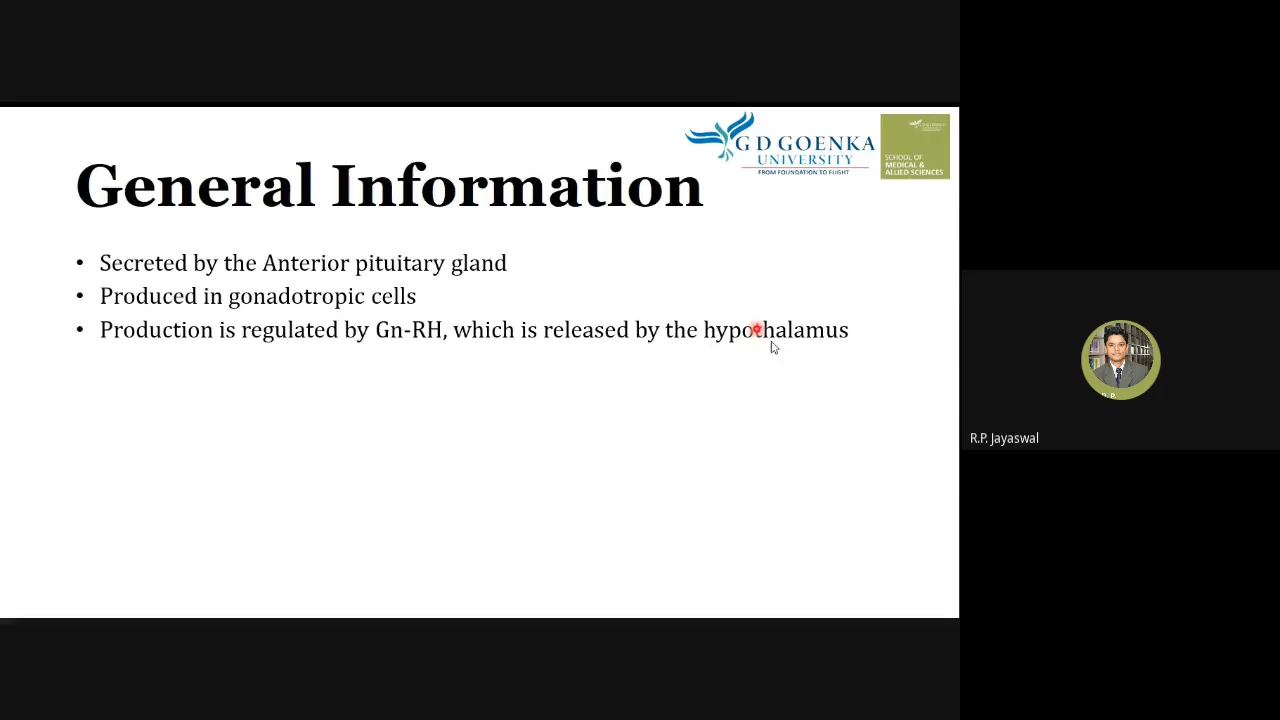 G D GOENKA
UNIVERSITY
FROM FOUNDATION TO FLIGHT
SCHOOL OF
MEDICAL &
ALLIED SCIENCES
General Information
• Secreted by the Anterior pituitary gland
• Produced in gonadotropic cells
• Production is regulated by Gn-RH, which is released by the hypothalamus
R.P. Jayaswal